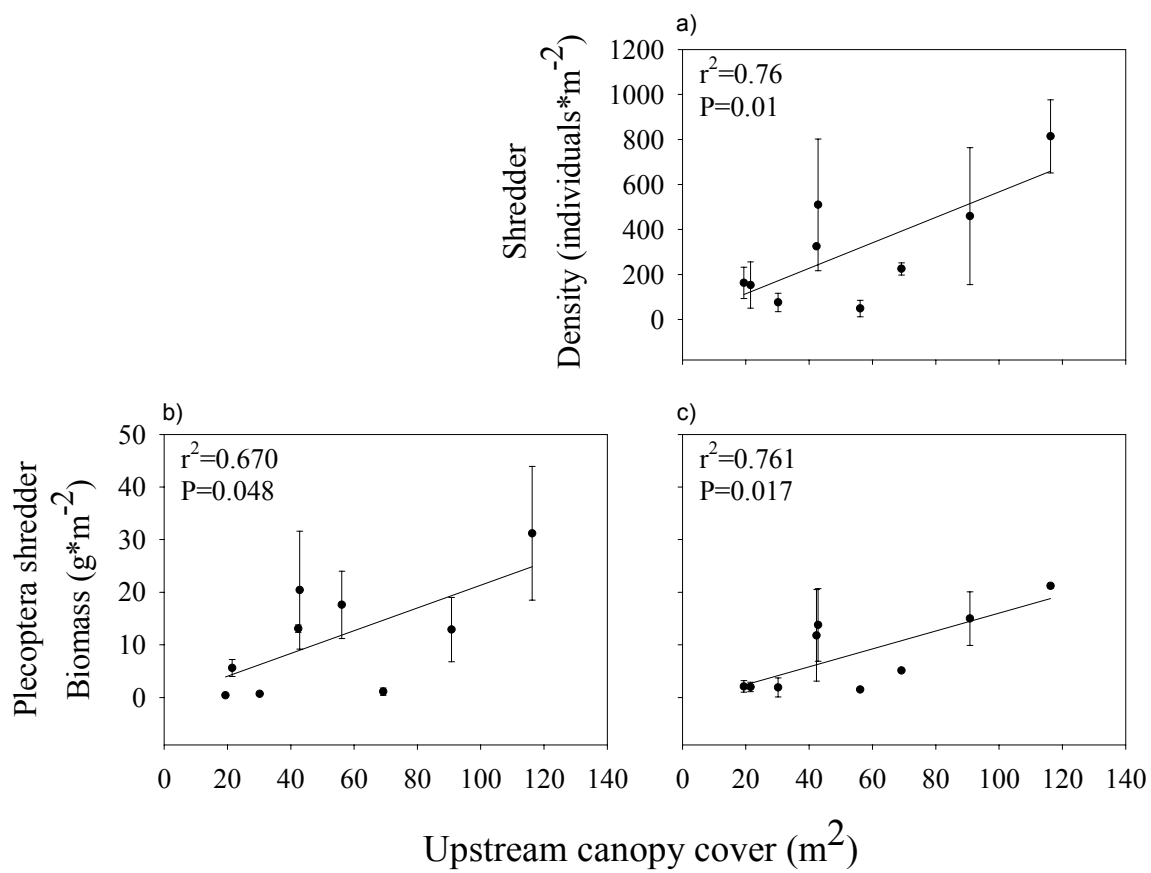 a)
1200
1000
800
600
400
200
0
Shredder
Density (individuals*m⁻²)
r²=0.76
P=0.01
b)
50
40
30
20
10
0
Plecoptera shredder
Biomass (g*m⁻²)
r²=0.670
P=0.048
0 20 40 60 80 100 120 140
c)
r²=0.761
P=0.017
0 20 40 60 80 100 120 140
Upstream canopy cover (m²)